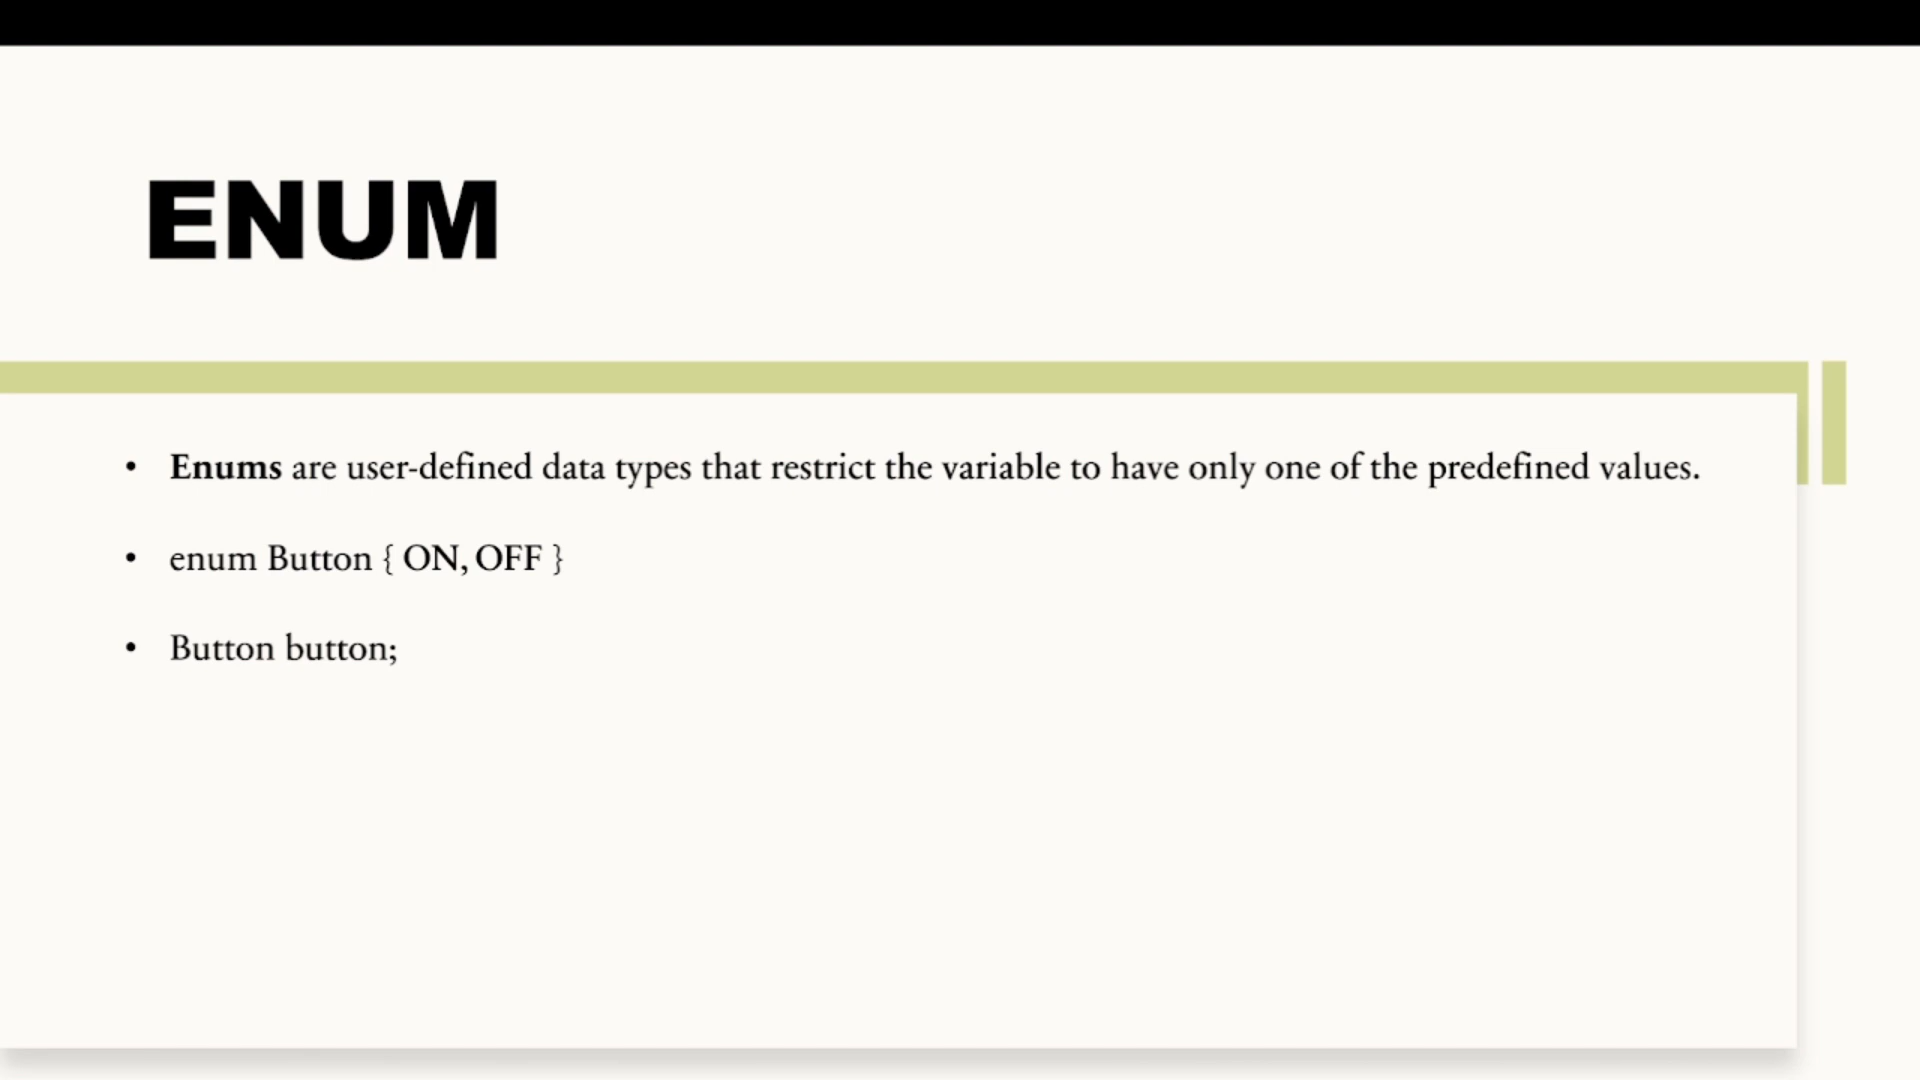 ENUM
• Enums are user-defined data types that restrict the variable to have only one of the predefined values.
• enum Button { ON, OFF }
• Button button;